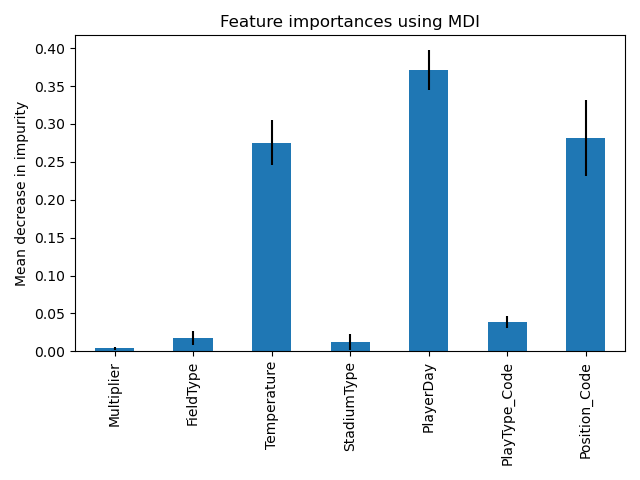 Feature importances using MDI
Mean decrease in impurity
0.40
0.35
0.30
0.25
0.20
0.15
0.10
0.05
0.00
Multiplier
FieldType
Temperature
StadiumType
PlayerDay
PlayType_Code
Position_Code